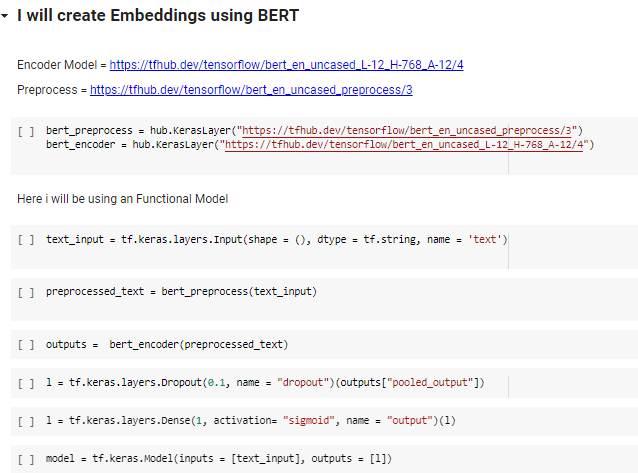 I will create Embeddings using BERT
Encoder Model = https://tfhub.dev/tensorflow/bert_en_uncased_L-12_H-768_A-12/4
Preprocess = https://tfhub.dev/tensorflow/bert_en_uncased_preprocess/3
[ ] bert_preprocess = hub.KerasLayer("https://tfhub.dev/tensorflow/bert_en_uncased_preprocess/3")
bert_encoder = hub.KerasLayer("https://tfhub.dev/tensorflow/bert_en_uncased_L-12_H-768_A-12/4")
Here i will be using an Functional Model
[ ] text_input = tf.keras.layers.Input(shape = (), dtype = tf.string, name = 'text')
[ ] preprocessed_text = bert_preprocess(text_input)
[ ] outputs =  bert_encoder(preprocessed_text)
[ ] l = tf.keras.layers.Dropout(0.1, name = "dropout")(outputs["pooled_output"])
[ ] l = tf.keras.layers.Dense(1, activation= "sigmoid", name = "output")(l)
[ ] model = tf.keras.Model(inputs = [text_input], outputs = [l])